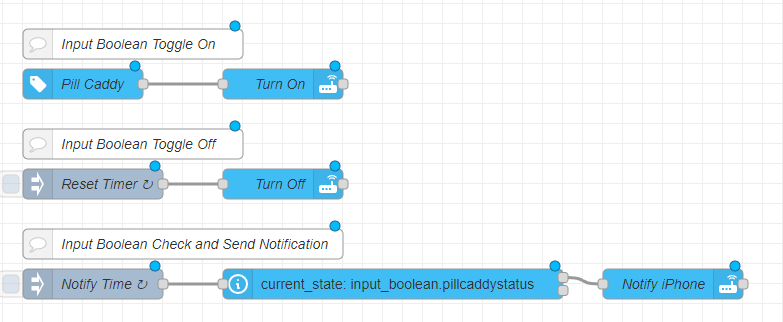 Input Boolean Toggle On
Pill Caddy
Turn On
Input Boolean Toggle Off
Reset Timer ↻
Turn Off
Input Boolean Check and Send Notification
Notify Time ↻
current_state: input_boolean.pillcaddystatus
Notify iPhone